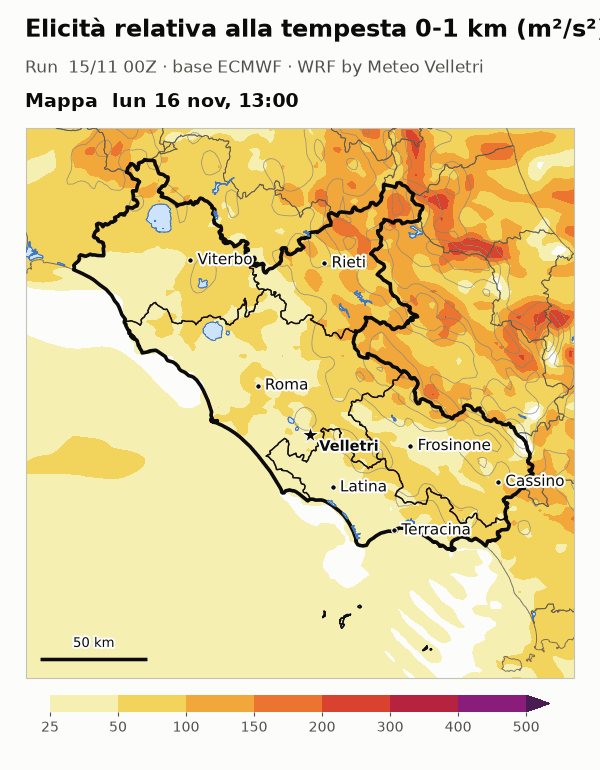 Elicità relativa alla tempesta 0-1 km (m²/s²)
Run  15/11 00Z · base ECMWF · WRF by Meteo Velletri
Mappa  lun 16 nov, 13:00
Viterbo
Rieti
Roma
Velletri
Frosinone
Cassino
Latina
Terracina
50 km
25 50 100 150 200 300 400 500